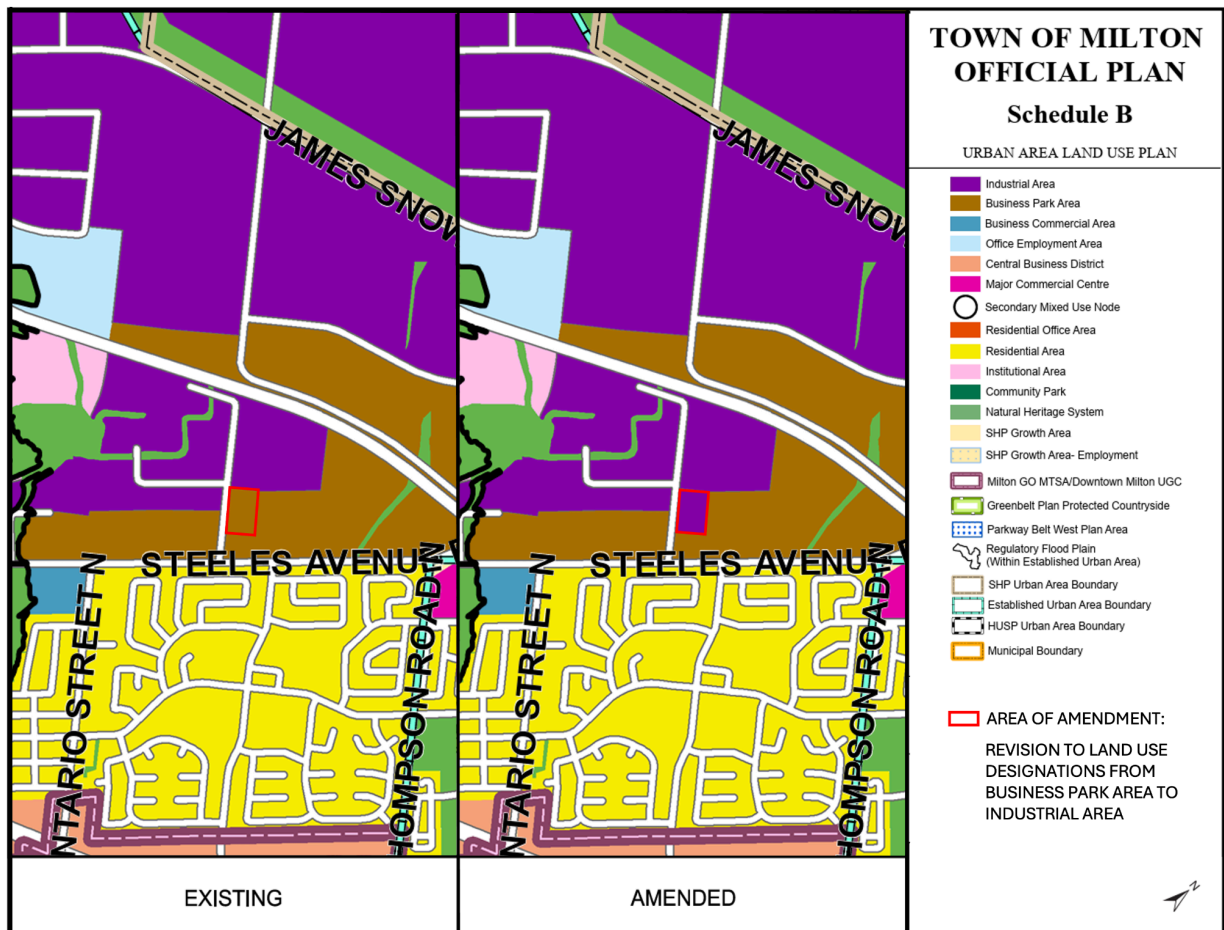 JAMES SNOW
STEELES AVENU
NTARIO STREET N
HOMPSON ROAD N
EXISTING
JAMES SNOW
STEELES AVENU
NTARIO STREET N
HOMPSON ROAD N
AMENDED
TOWN OF MILTON
OFFICIAL PLAN
Schedule B
URBAN AREA LAND USE PLAN
Industrial Area
Business Park Area
Business Commercial Area
Office Employment Area
Central Business District
Major Commercial Centre
Secondary Mixed Use Node
Residential Office Area
Residential Area
Institutional Area
Community Park
Natural Heritage System
SHP Growth Area
SHP Growth Area- Employment
Milton GO MTSA/Downtown Milton UGC
Greenbelt Plan Protected Countryside
Parkway Belt West Plan Area
Regulatory Flood Plain
(Within Established Urban Area)
SHP Urban Area Boundary
Established Urban Area Boundary
HUSP Urban Area Boundary
Municipal Boundary
AREA OF AMENDMENT:
REVISION TO LAND USE
DESIGNATIONS FROM
BUSINESS PARK AREA TO
INDUSTRIAL AREA
N